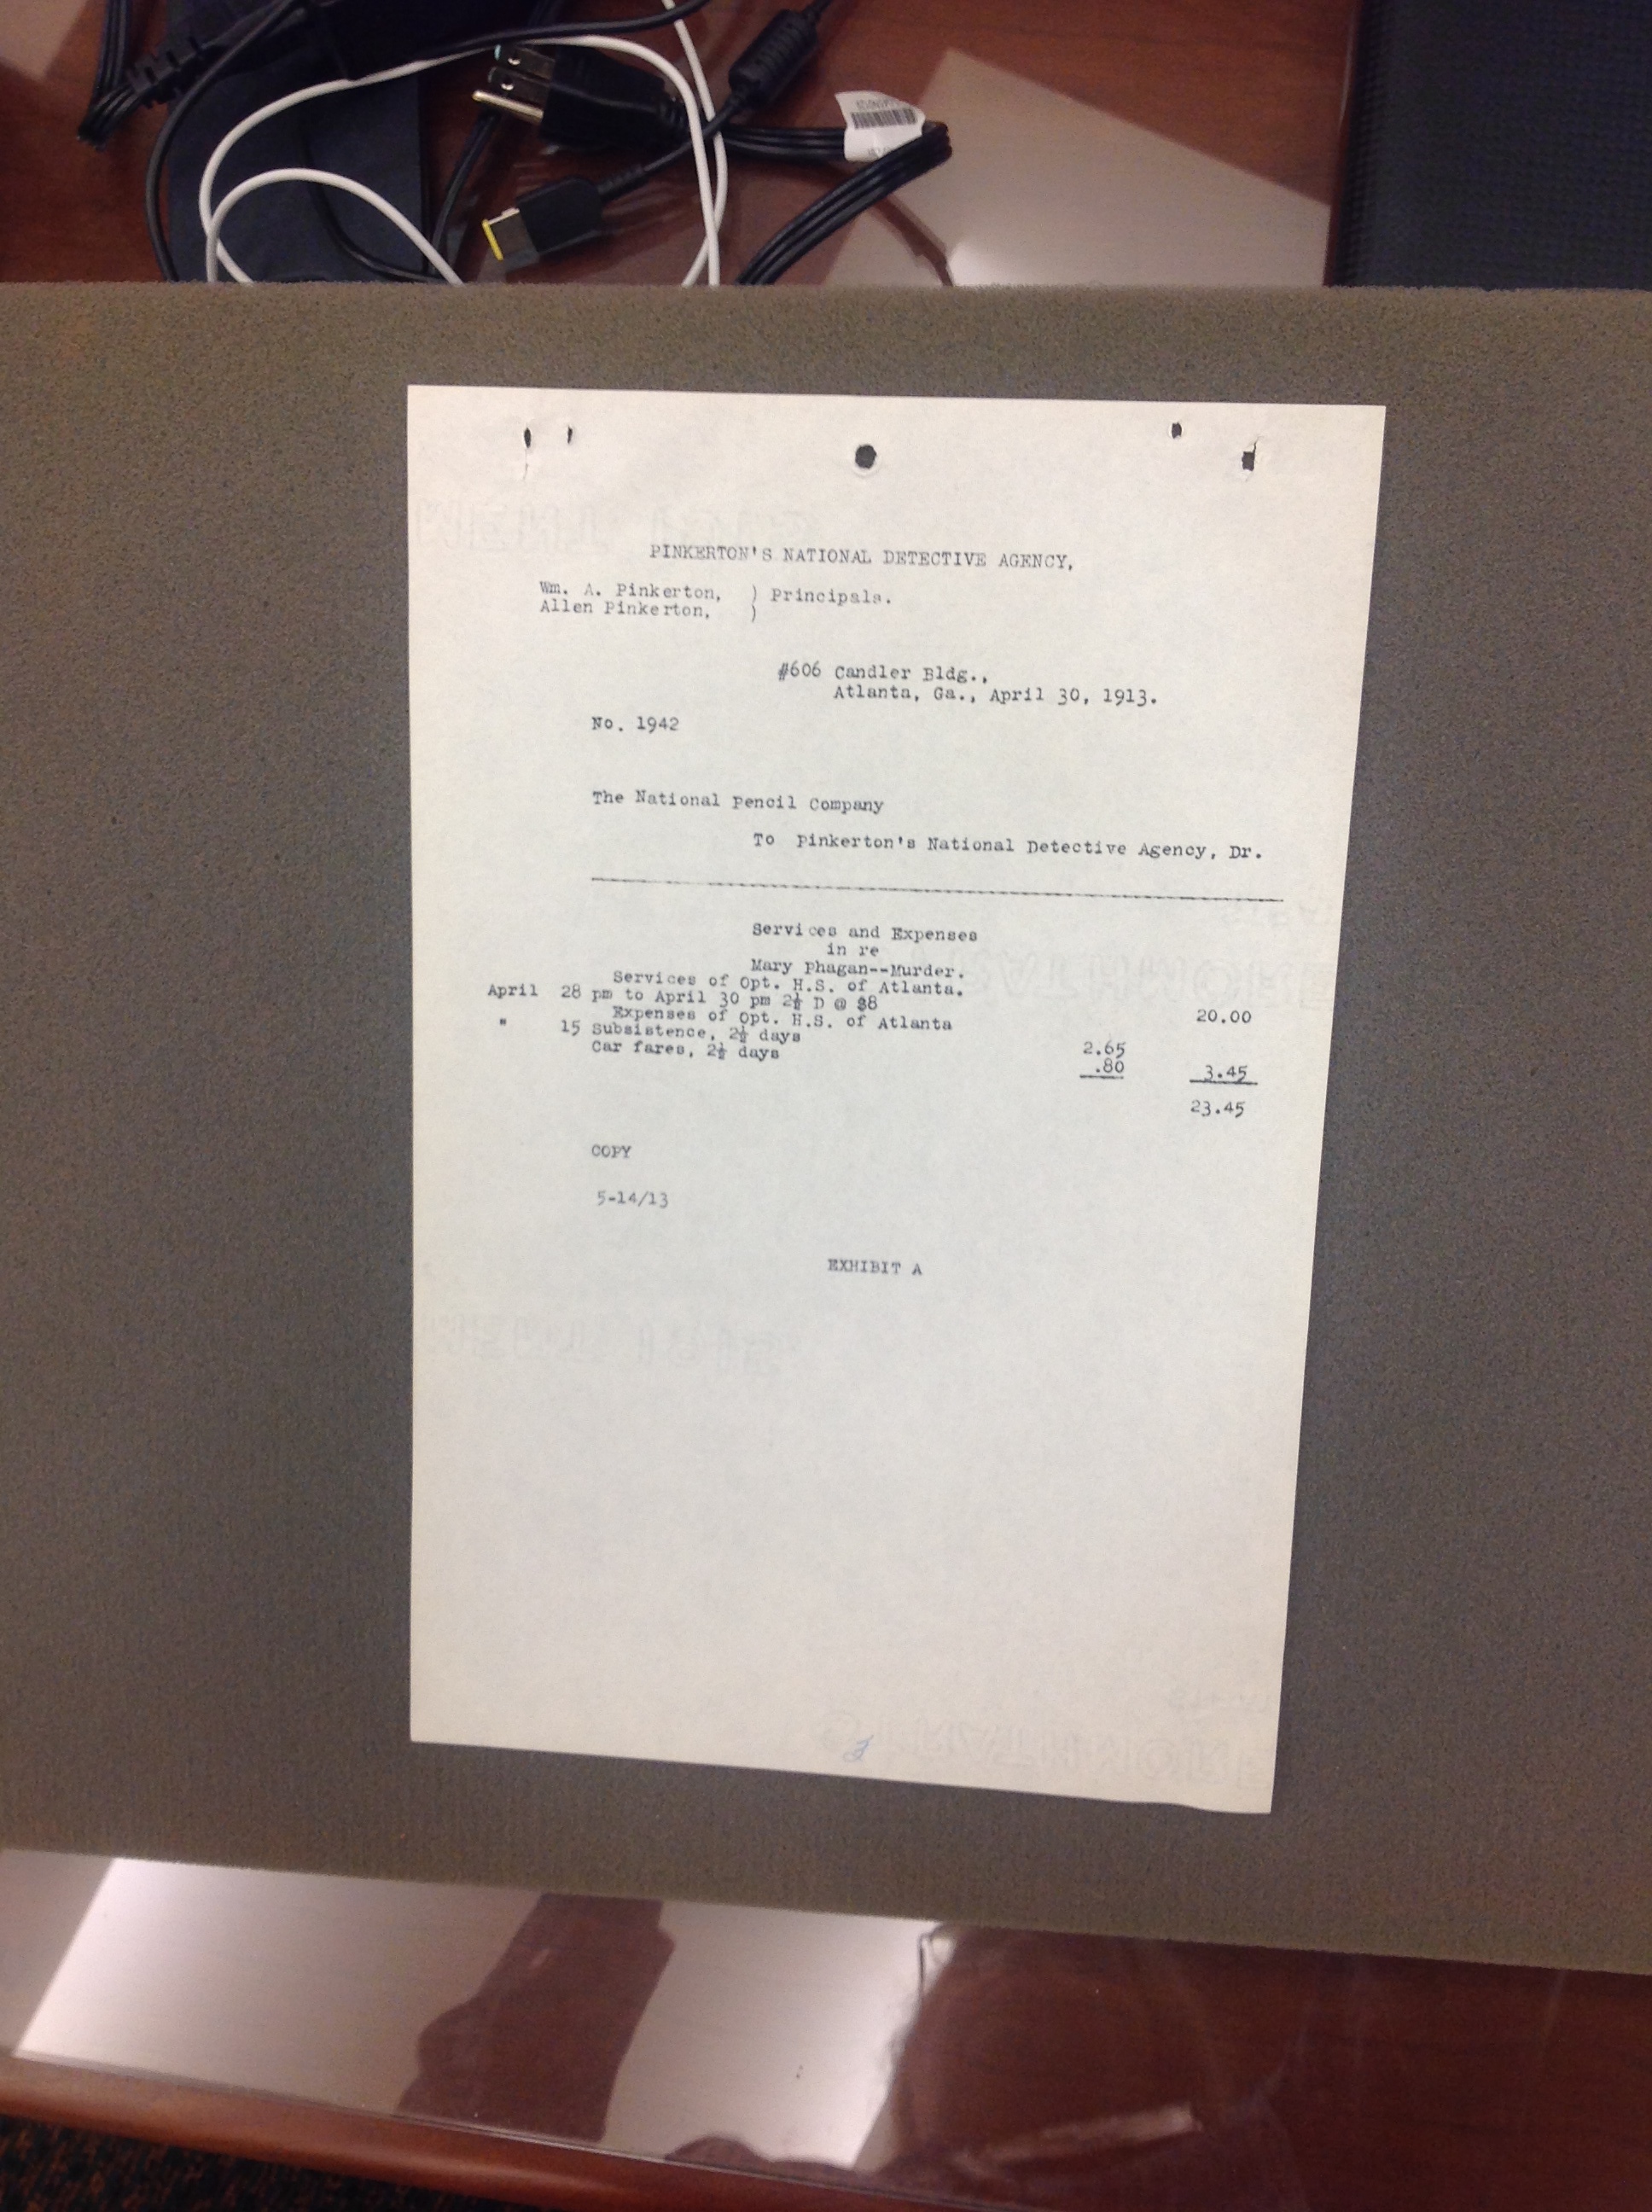 PINKERTON'S NATIONAL DETECTIVE AGENCY,
Wm. A. Pinkerton, ) Principals.
Allen Pinkerton, )
#606 Candler Bldg.,
Atlanta, Ga., April 30, 1913.
No. 1942
The National Pencil Company
To Pinkerton's National Detective Agency, Dr.
Services and Expenses
in re
Mary Phagan--Murder.
Services of Opt. H.S. of Atlanta.
April 28 pm to April 30 pm 2½ D @ $8 20.00
Expenses of Opt. H.S. of Atlanta
" 15 Subsistence, 2½ days 2.65
Car fares, 2½ days .80 3.45
23.45
COPY
5-14/13
EXHIBIT A